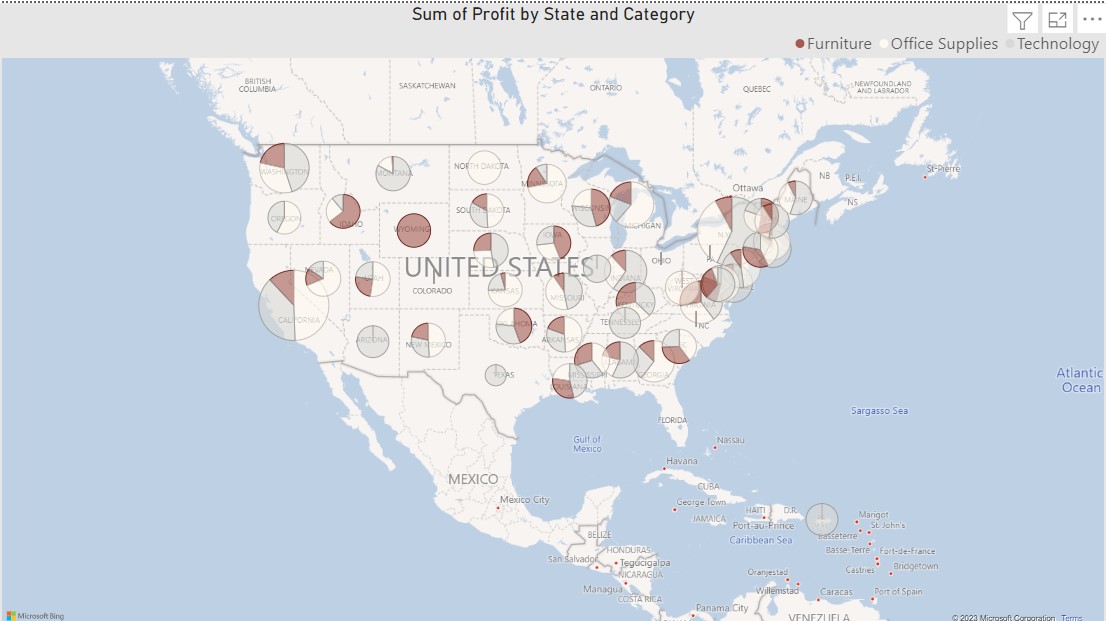 Sum of Profit by State and Category
Furniture Office Supplies Technology
BRITISH
COLUMBIA
SASKATCHEWAN
ONTARIO
QUEBEC
NEWFOUNDLAND
AND LABRADOR
St-Pierre
NB
P.E.I.
NS
Ottawa
MAINE
WASHINGTON
MONTANA
NORTH DAKOTA
MINNESOTA
OREGON
IDAHO
WYOMING
SOUTH DAKOTA
WISCONSIN
MICHIGAN
IOWA
NEVADA
UTAH
UNITED STATES
COLORADO
KANSAS
MISSOURI
INDIANA
OHIO
PA
WEST
VIRGINIA
KENTUCKY
CALIFORNIA
ARIZONA
NEW MEXICO
ARKANSAS
TENNESSEE
NC
TEXAS
LOUISIANA
MISSISSIPPI
GEORGIA
FLORIDA
Atlantic
Ocean
Sargasso Sea
Gulf of
Mexico
Nassau
Havana
MEXICO
Mexico City
CUBA
George Town
JAMAICA
HAITI
D.R.
Port-au-Prince
Caribbean Sea
Marigot
St. John's
Basseterre
Basse-Terre
Fort-de-France
Castries
Bridgetown
BELIZE
HONDURAS
San Salvador
Tegucigalpa
NICARAGUA
Managua
COSTA RICA
Oranjestad
Willemstad
Caracas
Port of Spain
Panama City
VENEZUELA
Microsoft Bing
© 2023 Microsoft Corporation Terms